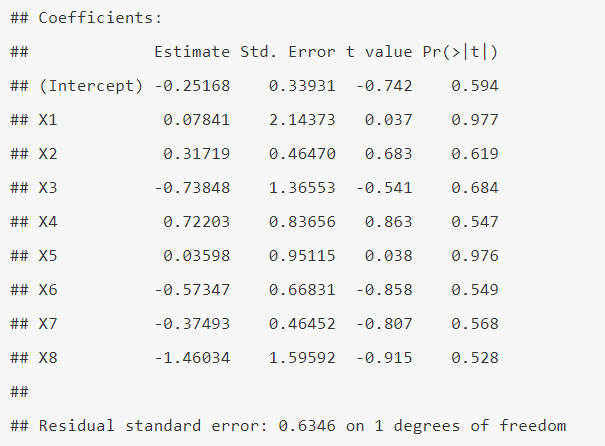 ## Coefficients:
##             Estimate Std. Error t value Pr(>|t|)
## (Intercept) -0.25168    0.33931  -0.742    0.594
## X1           0.07841    2.14373   0.037    0.977
## X2           0.31719    0.46470   0.683    0.619
## X3          -0.73848    1.36553  -0.541    0.684
## X4           0.72203    0.83656   0.863    0.547
## X5           0.03598    0.95115   0.038    0.976
## X6          -0.57347    0.66831  -0.858    0.549
## X7          -0.37493    0.46452  -0.807    0.568
## X8          -1.46034    1.59592  -0.915    0.528
##
## Residual standard error: 0.6346 on 1 degrees of freedom